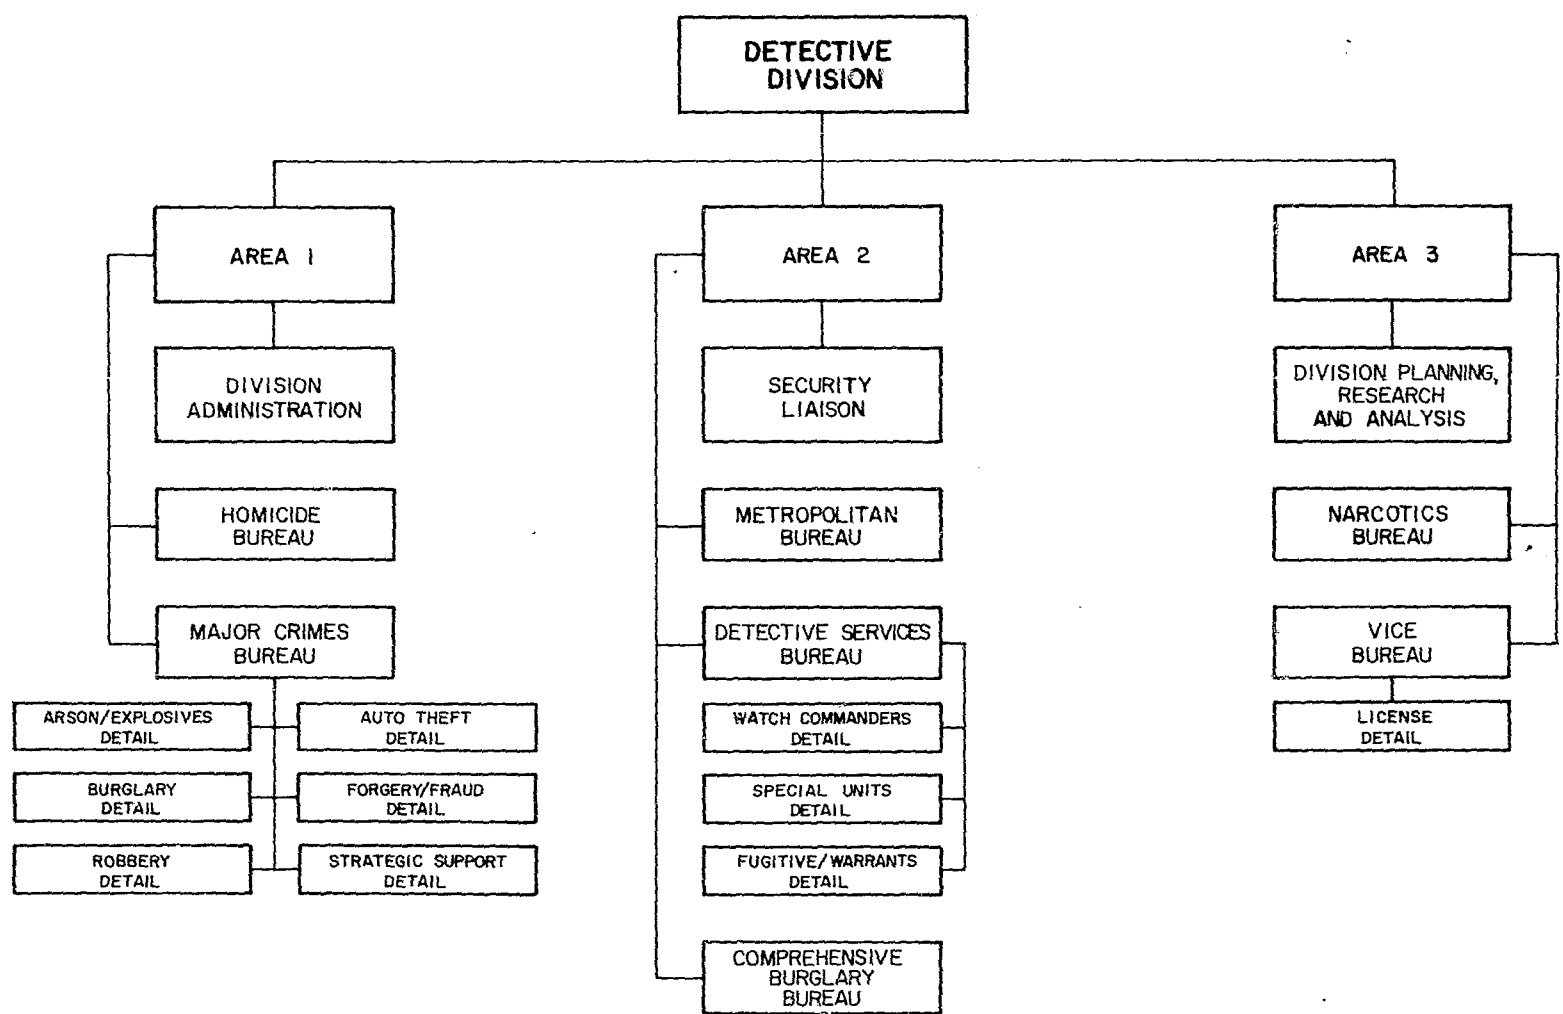 DETECTIVE
DIVISION
AREA 1
DIVISION
ADMINISTRATION
HOMICIDE
BUREAU
MAJOR CRIMES
BUREAU
ARSON/EXPLOSIVES
DETAIL
AUTO THEFT
DETAIL
BURGLARY
DETAIL
FORGERY/FRAUD
DETAIL
ROBBERY
DETAIL
STRATEGIC SUPPORT
DETAIL
AREA 2
SECURITY
LIAISON
METROPOLITAN
BUREAU
DETECTIVE SERVICES
BUREAU
WATCH COMMANDERS
DETAIL
SPECIAL UNITS
DETAIL
FUGITIVE/WARRANTS
DETAIL
COMPREHENSIVE
BURGLARY
BUREAU
AREA 3
DIVISION PLANNING,
RESEARCH
AND ANALYSIS
NARCOTICS
BUREAU
VICE
BUREAU
LICENSE
DETAIL